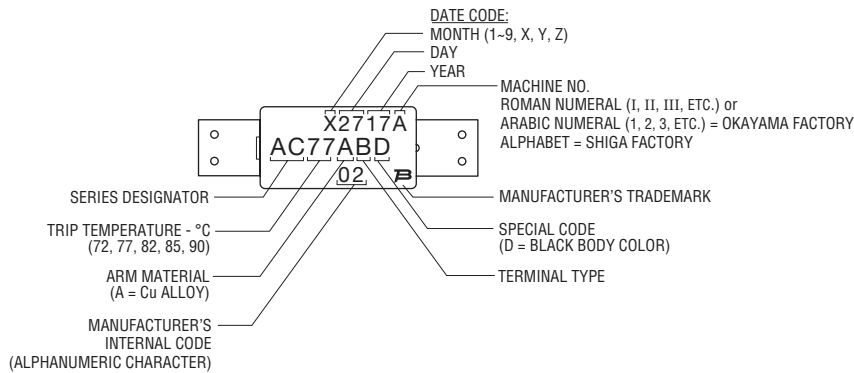 DATE CODE:
MONTH (1~9, X, Y, Z)
DAY
YEAR
MACHINE NO.
ROMAN NUMERAL (I, II, III, ETC.) or
ARABIC NUMERAL (1, 2, 3, ETC.) = OKAYAMA FACTORY
ALPHABET = SHIGA FACTORY
X2717A
AC77ABD
02
B
SERIES DESIGNATOR
MANUFACTURER'S TRADEMARK
TRIP TEMPERATURE - °C
(72, 77, 82, 85, 90)
SPECIAL CODE
(D = BLACK BODY COLOR)
ARM MATERIAL
(A = Cu ALLOY)
TERMINAL TYPE
MANUFACTURER'S
INTERNAL CODE
(ALPHANUMERIC CHARACTER)